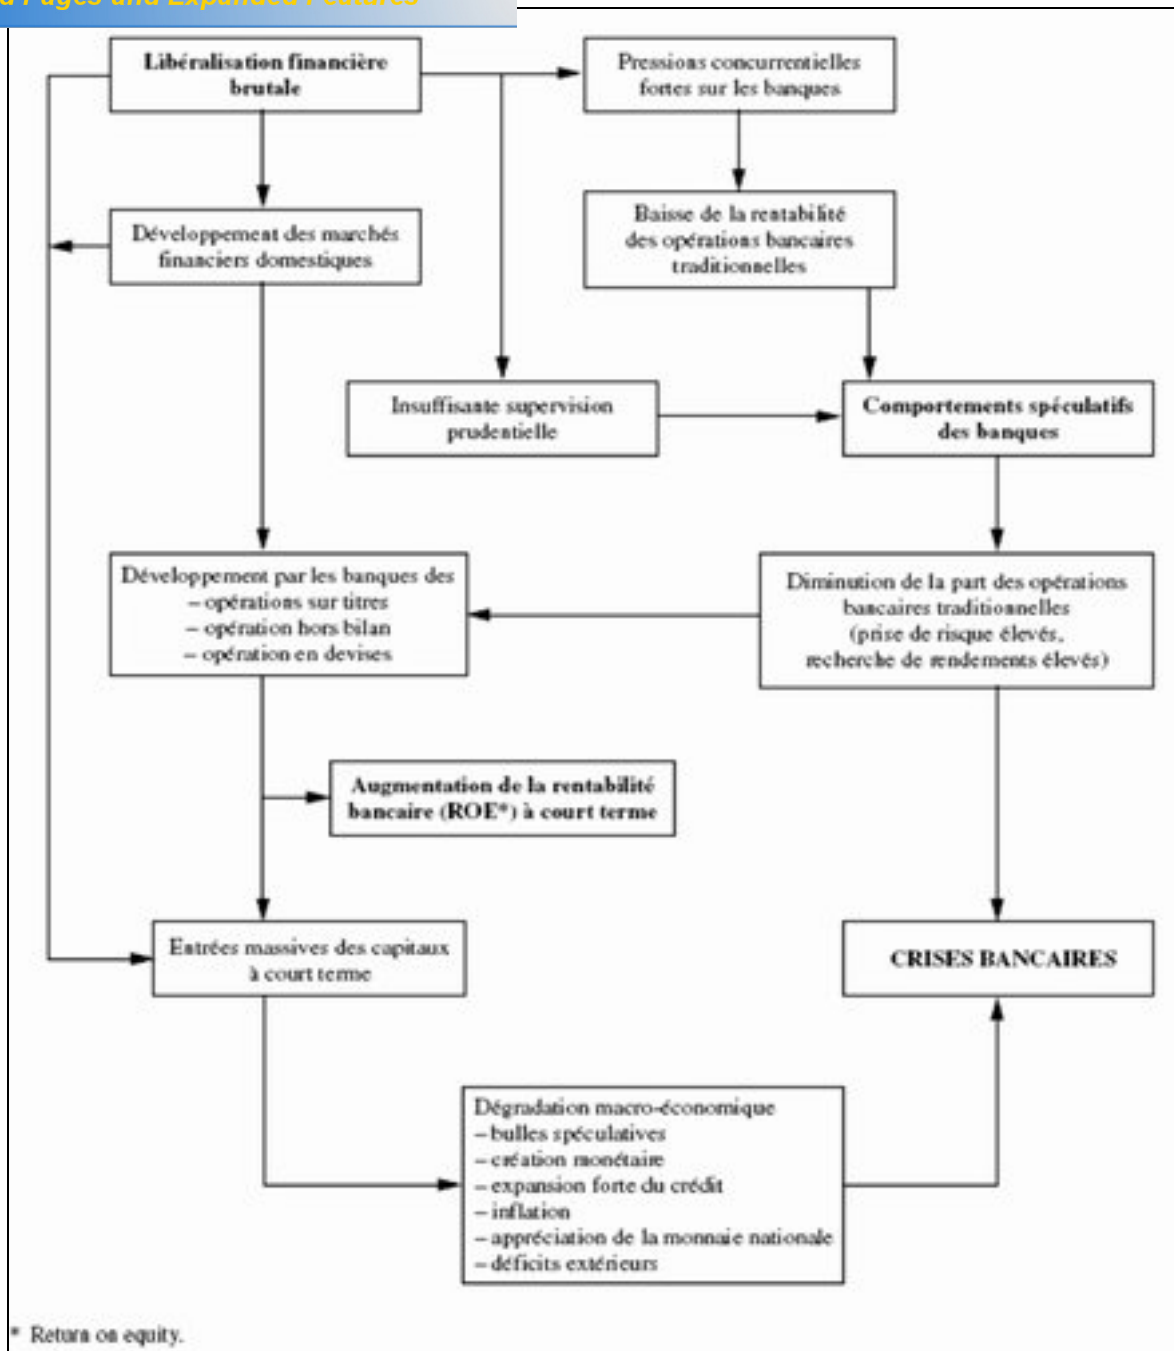 Pages and Expanded Features
Libéralisation financière
brutale
Pressions concurrentielles
fortes sur les banques
Développement des marchés
financiers domestiques
Baisse de la rentabilité
des opérations bancaires
traditionnelles
Insuffisante supervision
prudentielle
Comportements spéculatifs
des banques
Développement par les banques des
– opérations sur titres
– opération hors bilan
– opération en devises
Diminution de la part des opérations
bancaires traditionnelles
(prise de risque élevés,
recherche de rendements élevés)
Augmentation de la rentabilité
bancaire (ROE*) à court terme
Entrées massives des capitaux
à court terme
CRISES BANCAIRES
Dégradation macro-économique
– bulles spéculatives
– création monétaire
– expansion forte du crédit
– inflation
– appréciation de la monnaie nationale
– déficits extérieurs
* Return on equity.